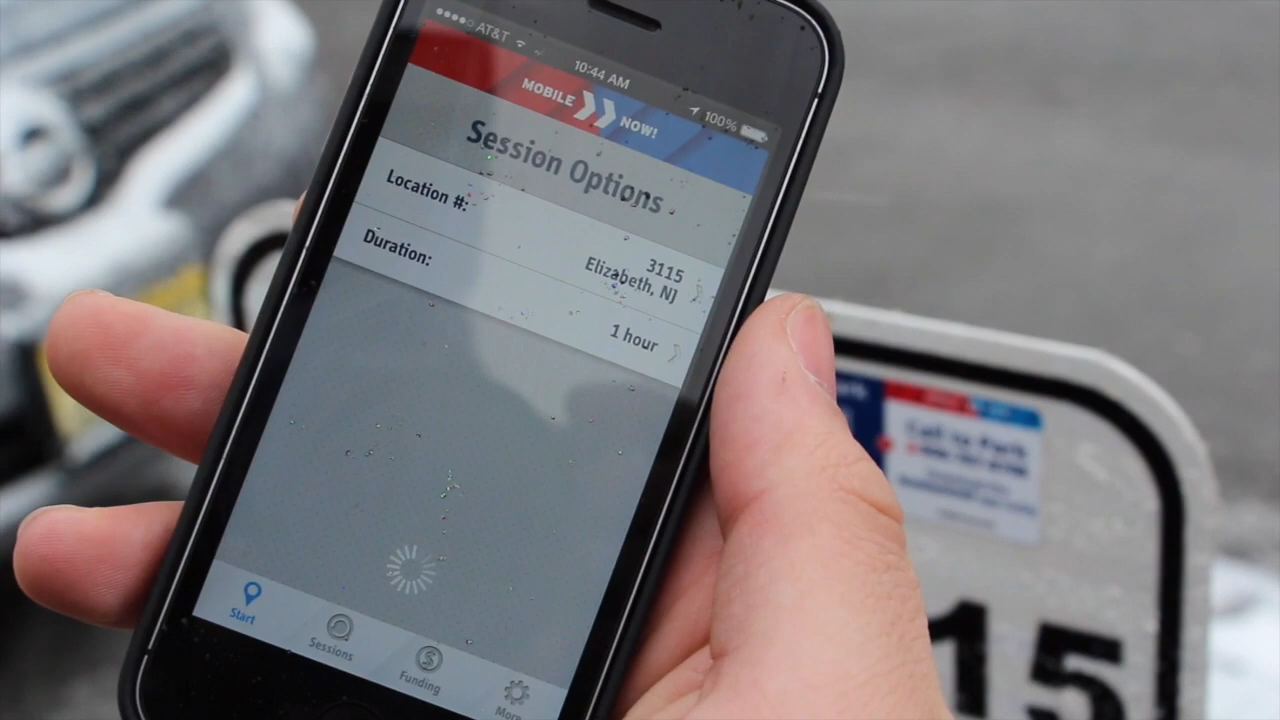 AT&T
10:44 AM
100%
MOBILE NOW!
Session Options
Location #:
3115
Elizabeth, NJ
Duration:
1 hour
Start
Sessions
Funding
More
Call to Park
15